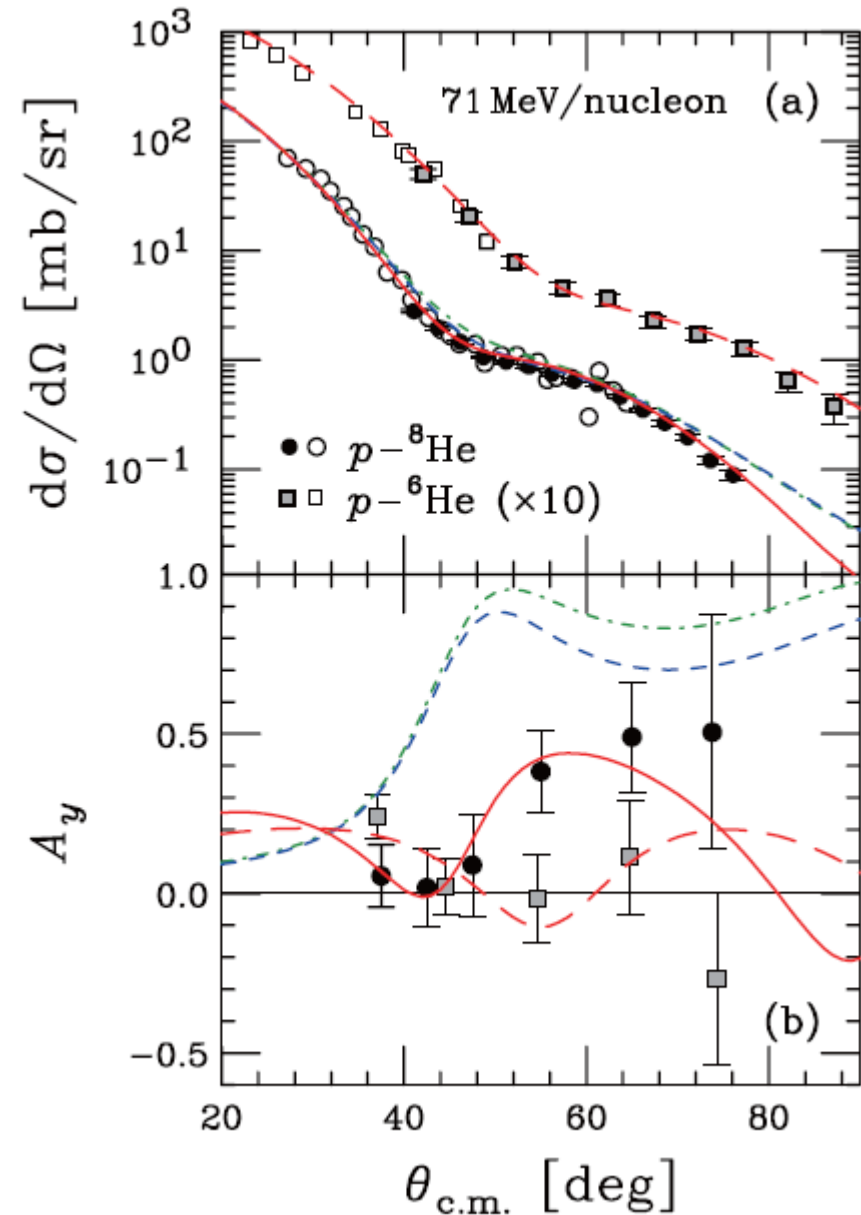 10³
71 MeV/nucleon (a)
10²
10¹
10⁰
10⁻¹
dσ/dΩ [mb/sr]
p−⁸He
p−⁶He (×10)
1.0
0.5
0.0
−0.5
A_y
(b)
20 40 60 80
θ_c.m. [deg]